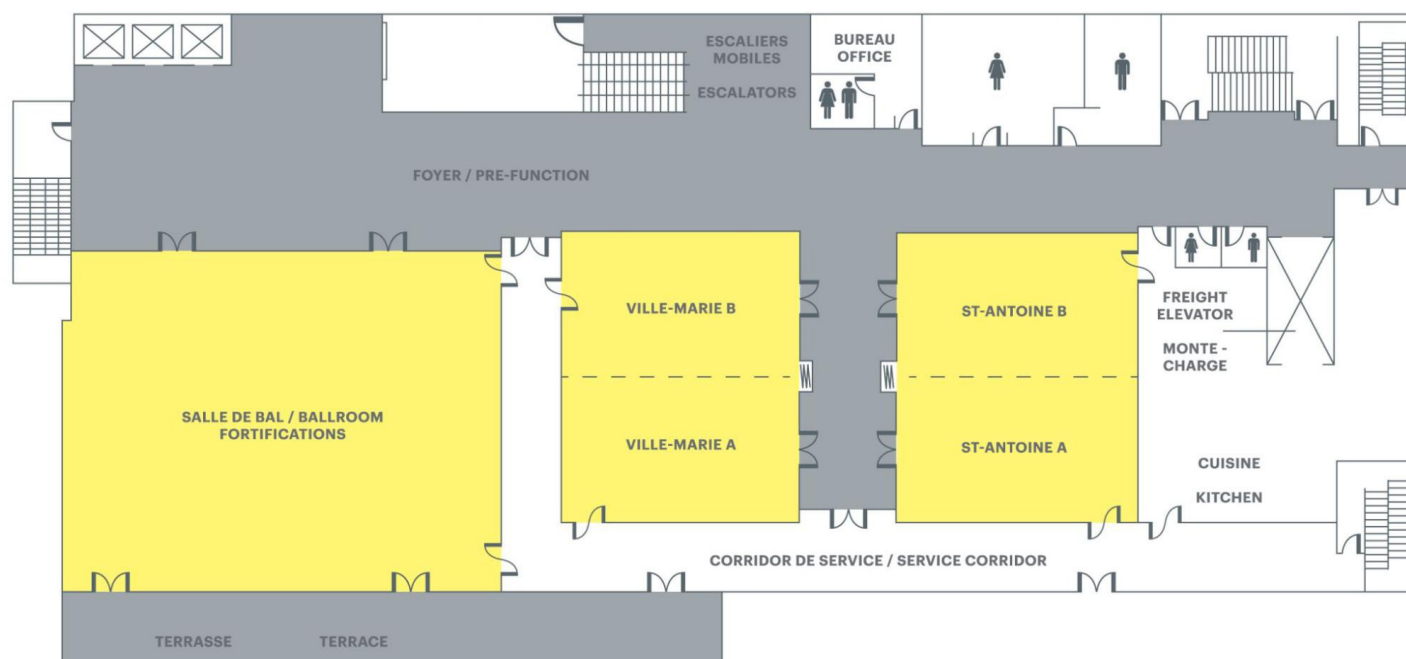 ESCALIERS
MOBILES
ESCALATORS
BUREAU
OFFICE
FOYER / PRE-FUNCTION
VILLE-MARIE B
ST-ANTOINE B
FREIGHT
ELEVATOR
MONTE -
CHARGE
SALLE DE BAL / BALLROOM
FORTIFICATIONS
VILLE-MARIE A
ST-ANTOINE A
CUISINE
KITCHEN
CORRIDOR DE SERVICE / SERVICE CORRIDOR
TERRASSE TERRACE